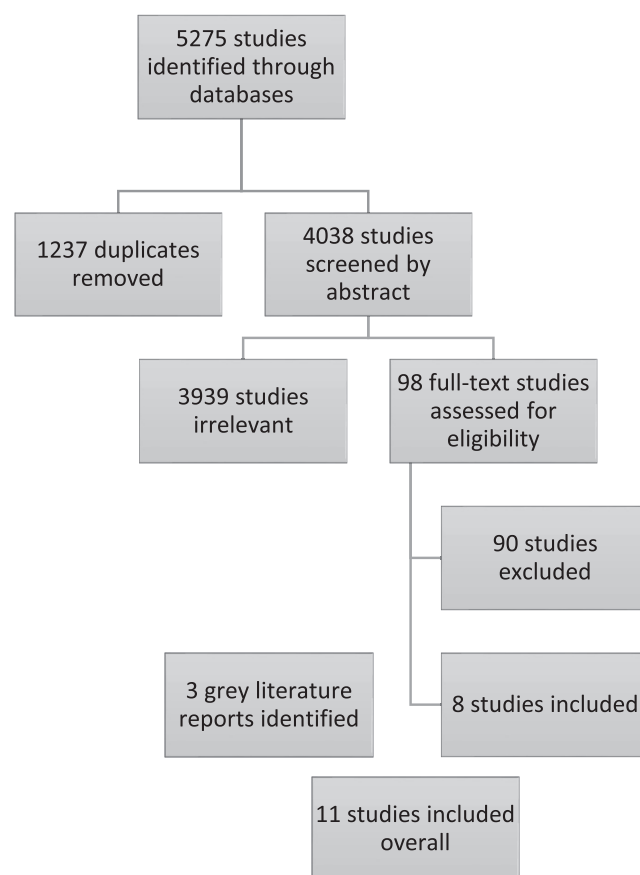 5275 studies
identified through
databases
1237 duplicates
removed
4038 studies
screened by
abstract
3939 studies
irrelevant
98 full-text studies
assessed for
eligibility
90 studies
excluded
3 grey literature
reports identified
8 studies included
11 studies included
overall